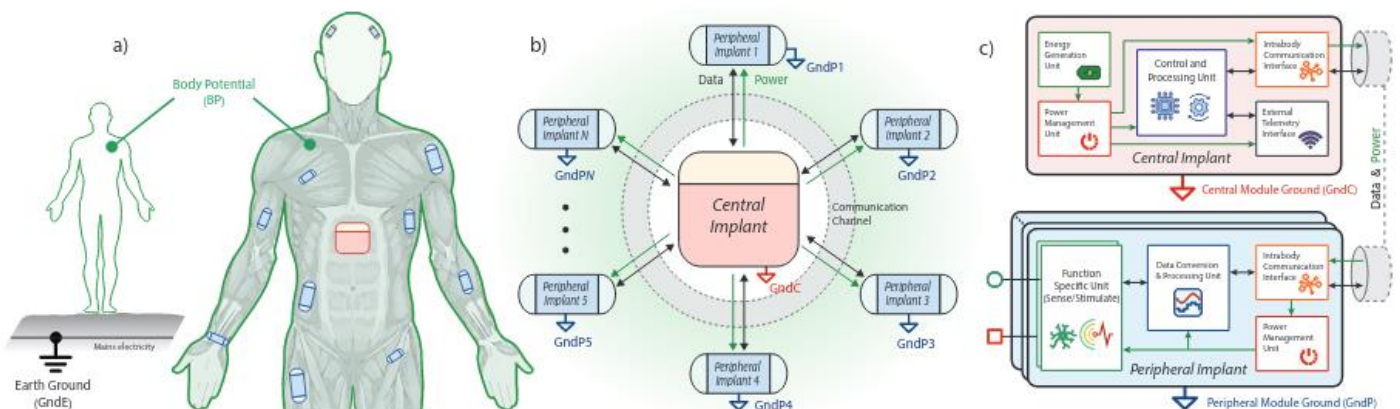 a)
Body Potential
(BP)
Mains electricity
Earth Ground
(GndE)
b)
Peripheral
Implant 1
GndP1
Data
Power
Peripheral
Implant N
GndPN
Peripheral
Implant 2
GndP2
Central
Implant
GndC
Communication
Channel
Peripheral
Implant 5
GndP5
Peripheral
Implant 3
GndP3
Peripheral
Implant 4
GndP4
c)
Energy
Generation
Unit
Control and
Processing Unit
Intrabody
Communication
Interface
Power
Management
Unit
External
Telemetry
Interface
Central Implant
Central Module Ground (GndC)
Data & Power
Function
Specific Unit
(Sense/Stimulate)
Data Conversion
& Processing Unit
Intrabody
Communication
Interface
Power
Management
Unit
Peripheral Implant
Peripheral Module Ground (GndP)